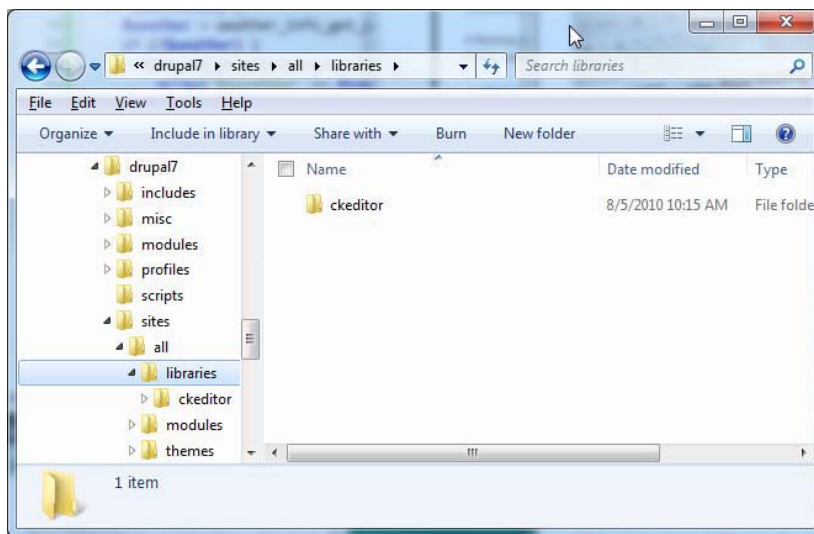 « drupal7 ▸ sites ▸ all ▸ libraries ▸ Search libraries
File Edit View Tools Help
Organize ▾ Include in library ▾ Share with ▾ Burn New folder
drupal7
includes
misc
modules
profiles
scripts
sites
all
libraries
ckeditor
modules
themes
Name Date modified Type
ckeditor 8/5/2010 10:15 AM File folde
1 item